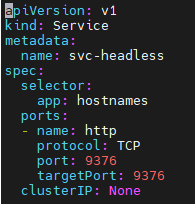 apiVersion: v1
kind: Service
metadata:
  name: svc-headless
spec:
  selector:
    app: hostnames
  ports:
  - name: http
    protocol: TCP
    port: 9376
    targetPort: 9376
  clusterIP: None